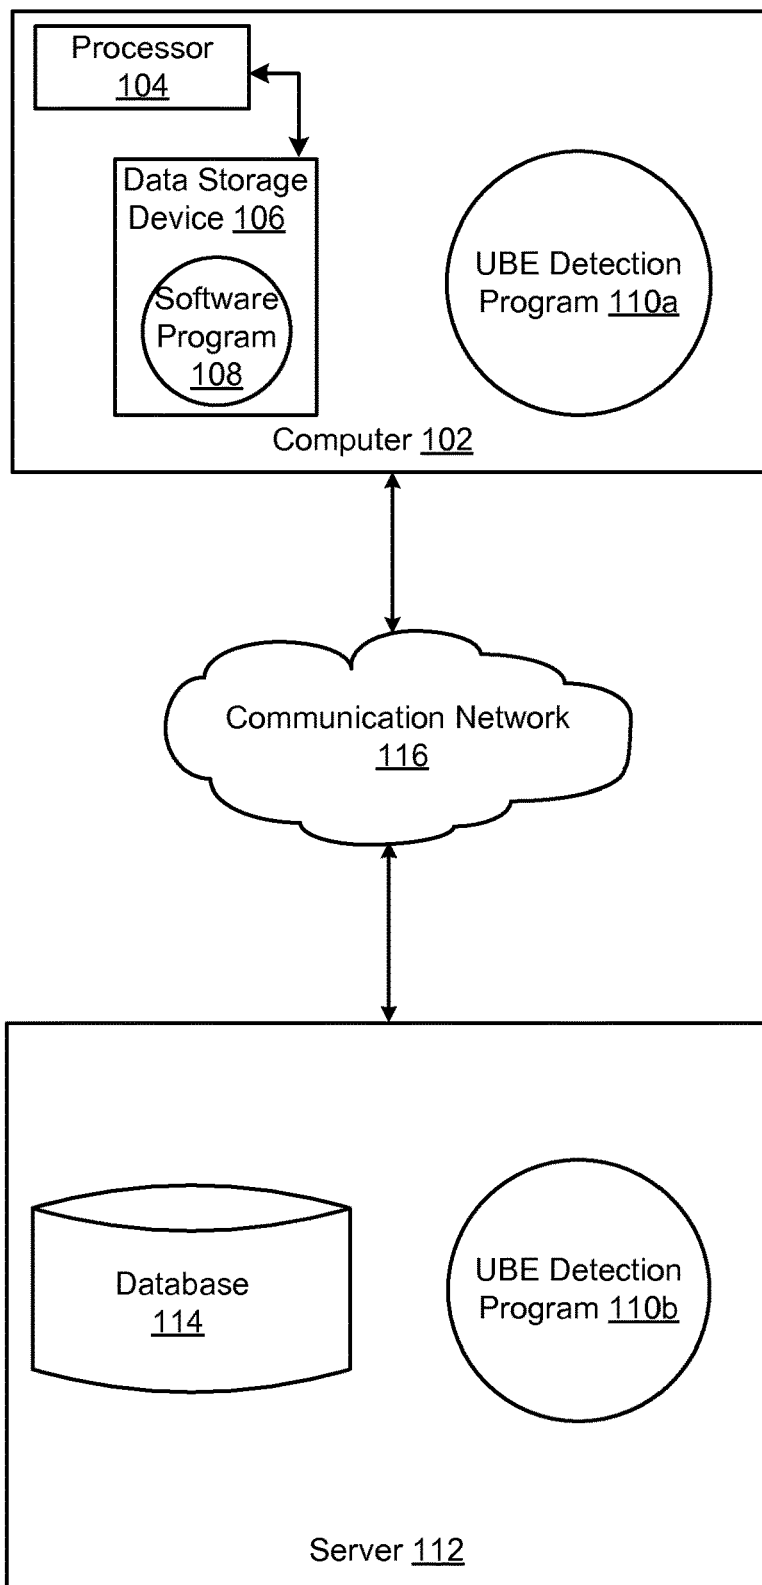 Processor
104
Data Storage
Device 106
Software
Program
108
UBE Detection
Program 110a
Computer 102
Communication Network
116
Database
114
UBE Detection
Program 110b
Server 112